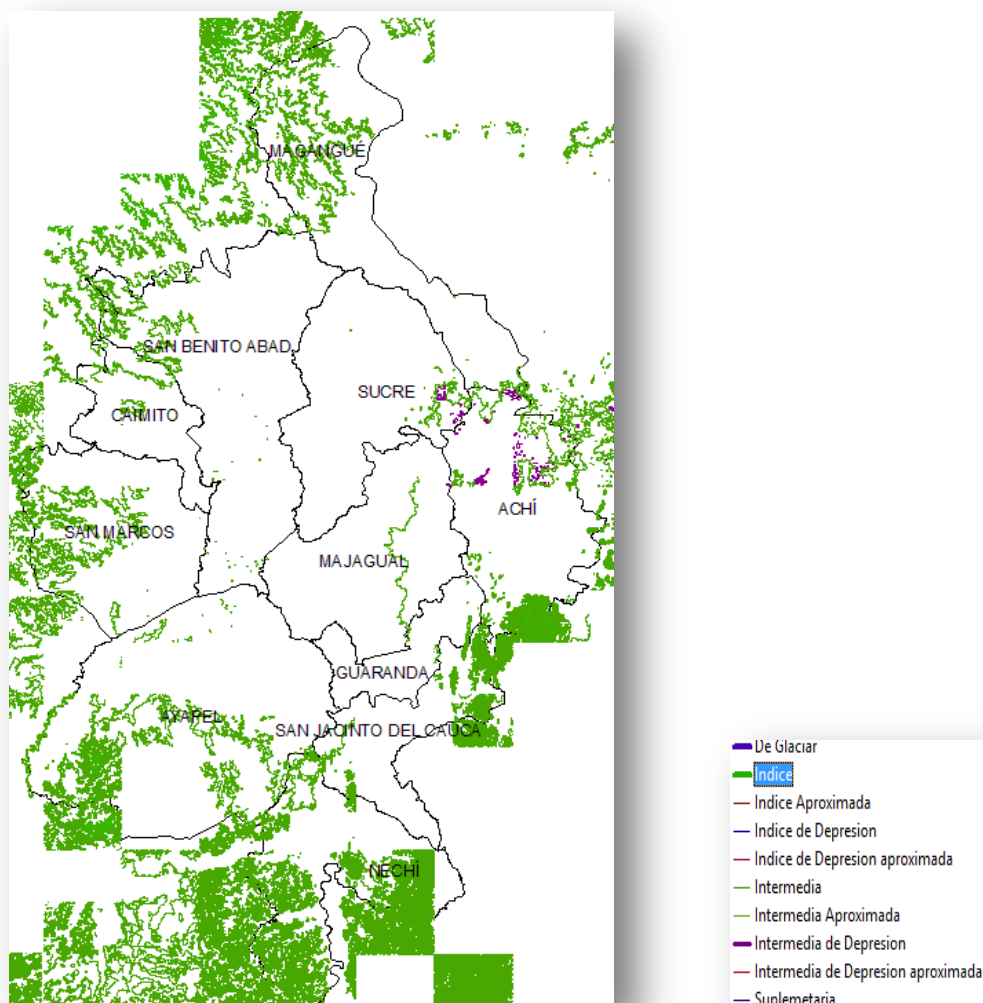 MAGANGUÉ
SAN BENITO ABAD
SUCRE
CAIMITO
ACHÍ
SAN MARCOS
MAJAGUAL
GUARANDA
AYAPEL
SAN JACINTO DEL CAUCA
NECHÍ
De Glaciar
Indice
Indice Aproximada
Indice de Depresion
Indice de Depresion aproximada
Intermedia
Intermedia Aproximada
Intermedia de Depresion
Intermedia de Depresion aproximada
Suplemetaria